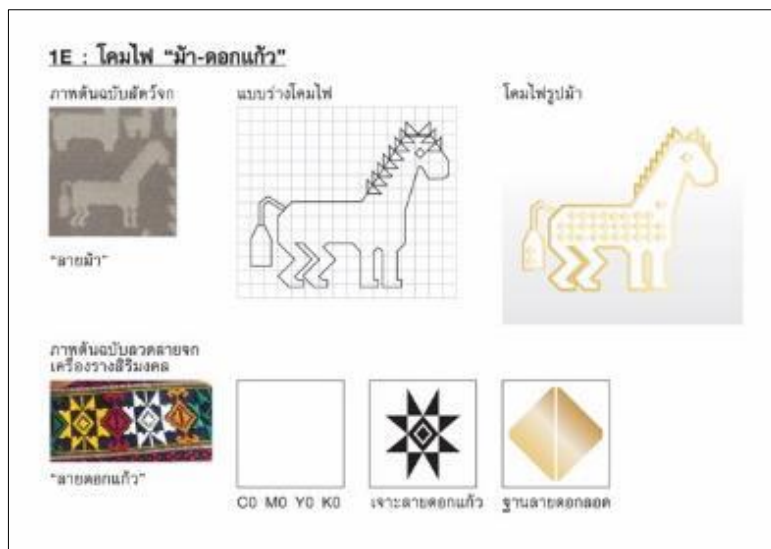 1E : โคมไฟ “ม้า-ดอกแก้ว”
ภาพต้นฉบับสัตว์จก
แบบร่างโคมไฟ
โคมไฟรูปม้า
“ลายม้า”
ภาพต้นฉบับลวดลายจก
เครื่องรางสิริมงคล
“ลายดอกแก้ว”
C0 M0 Y0 K0
เจาะลายดอกแก้ว
ฐานลายดอกลอด